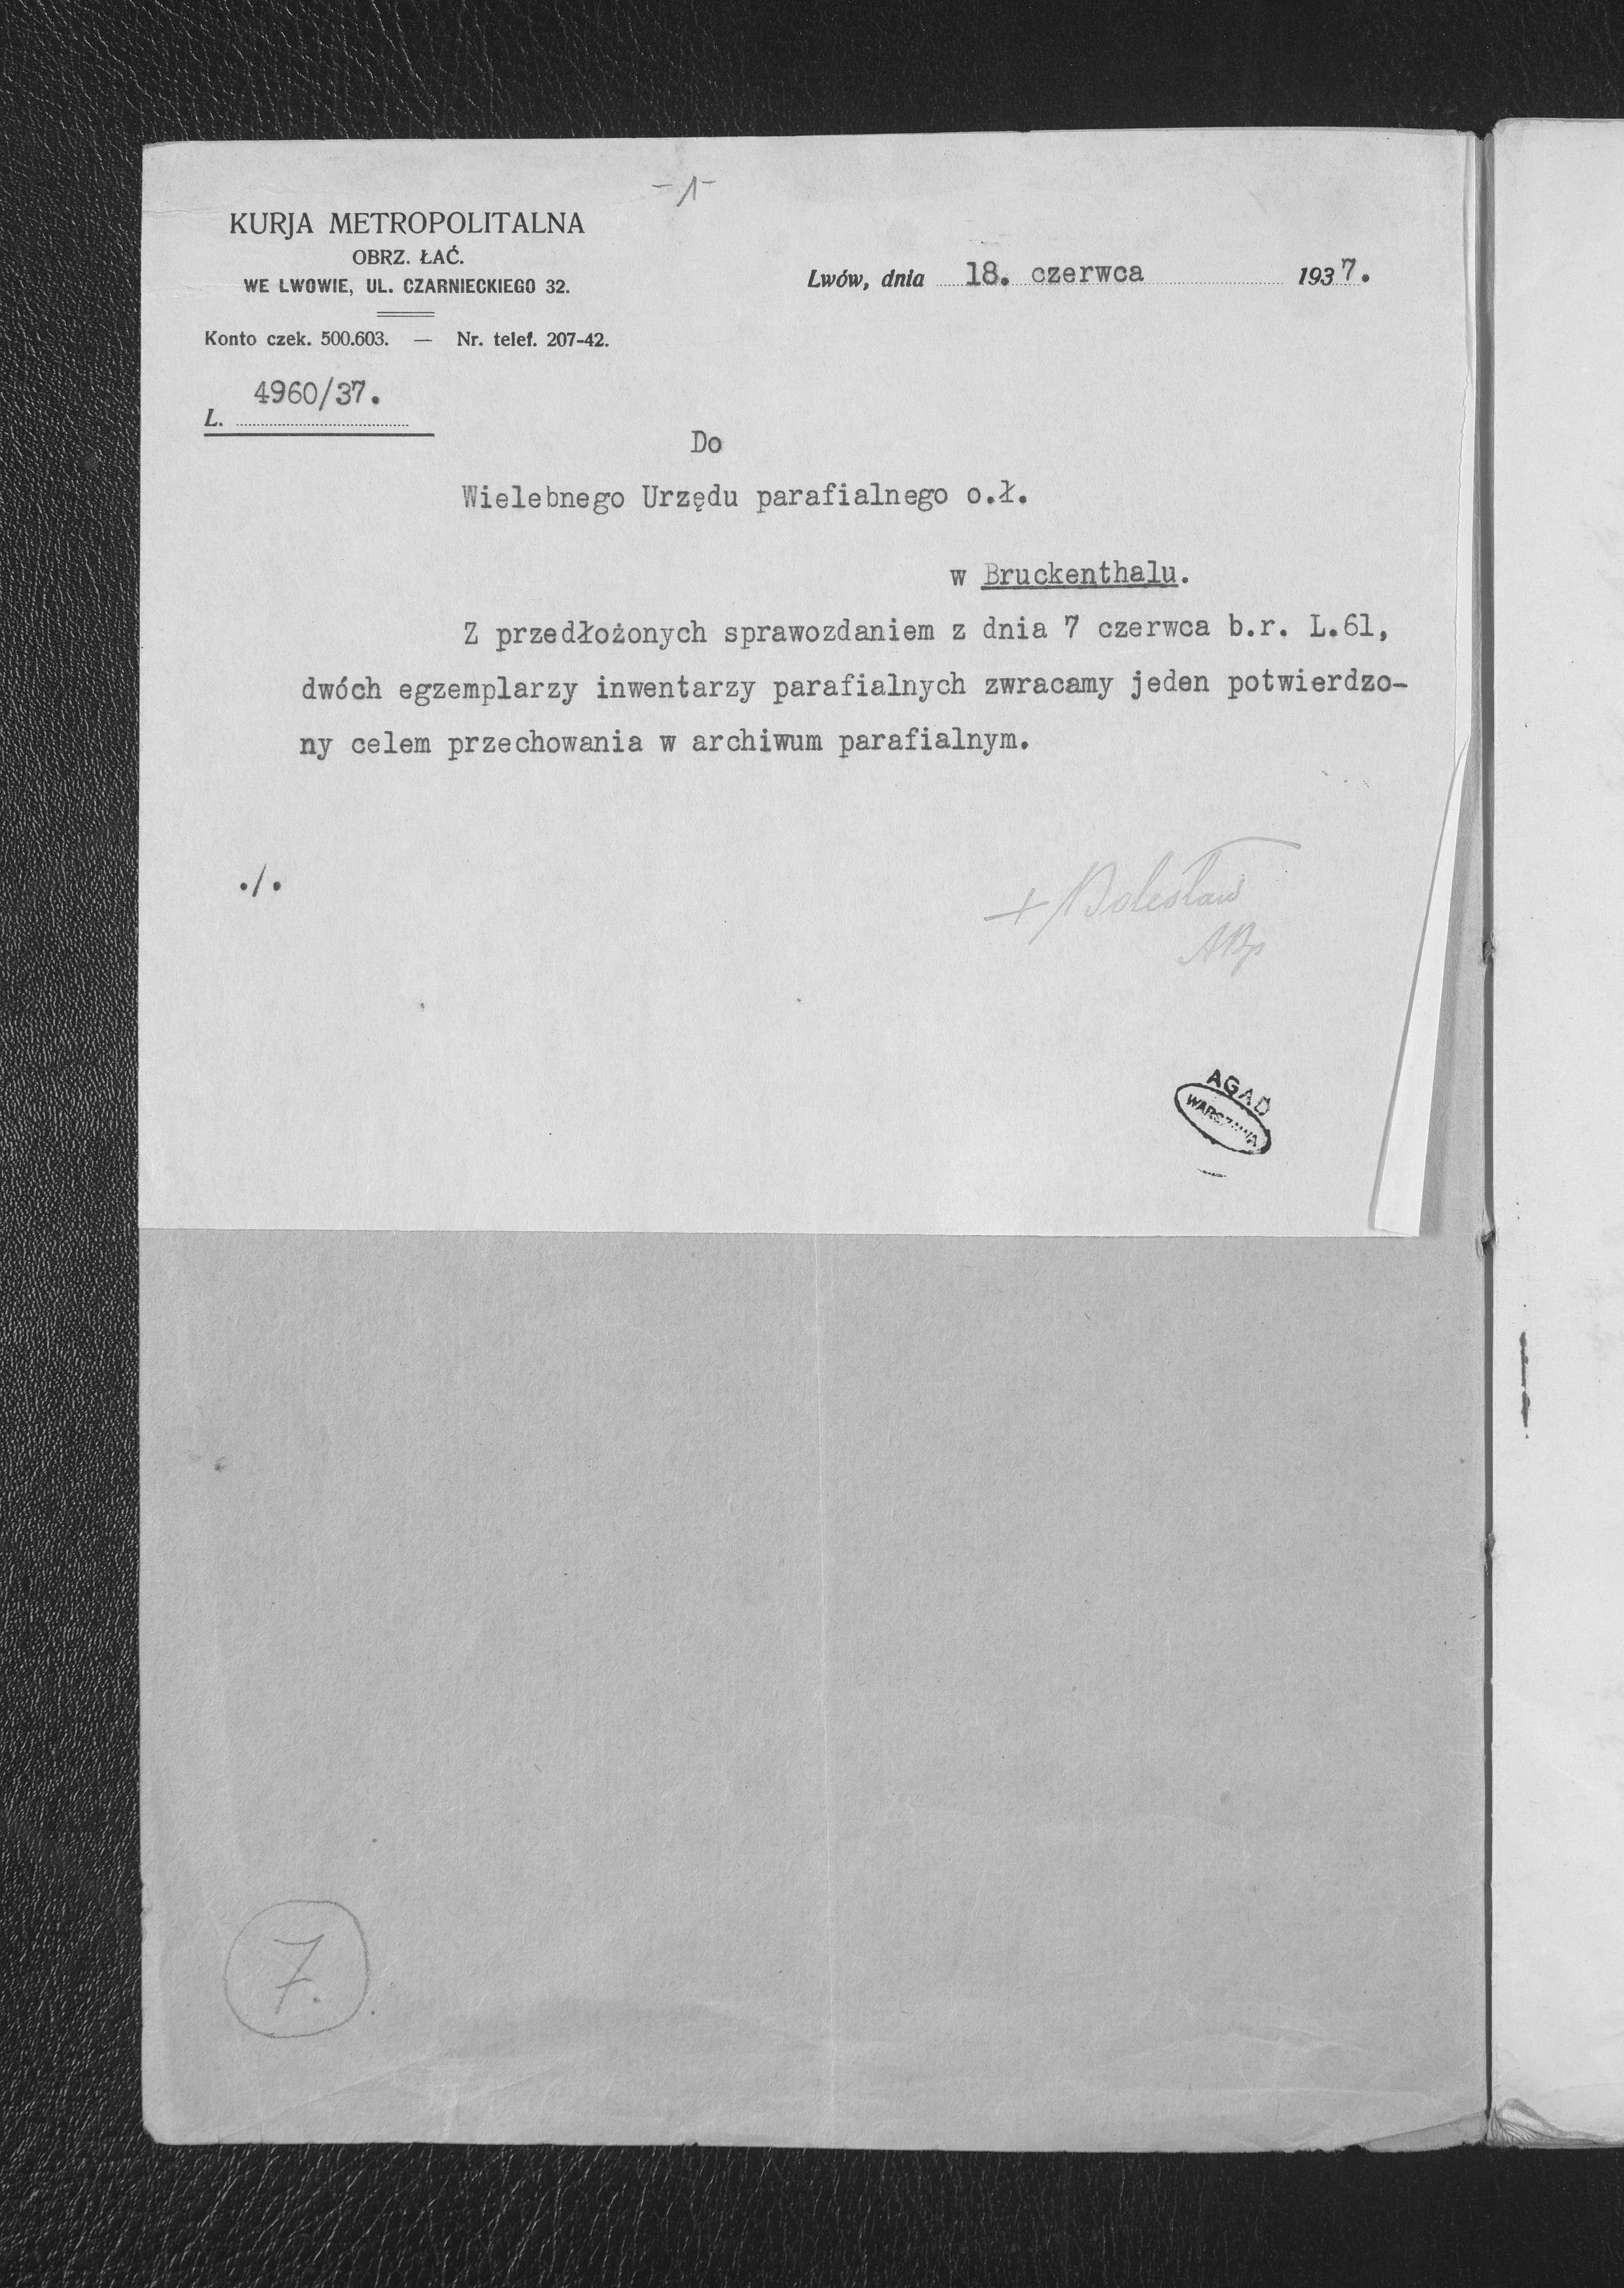 -1-
KURJA METROPOLITALNA
OBRZ. ŁAĆ.
WE LWOWIE, UL. CZARNIECKIEGO 32.
Konto czek. 500.603. — Nr. telef. 207-42.
L. 4960/37.
Lwów, dnia 18. czerwca 1937.
Do
Wielebnego Urzędu parafialnego o.ł.
w Bruckenthalu.
Z przedłożonych sprawozdaniem z dnia 7 czerwca b.r. L.61,
dwóch egzemplarzy inwentarzy parafialnych zwracamy jeden potwierdzo-
ny celem przechowania w archiwum parafialnym.
./.
+ Bolesław
ABp
AGAD
WARSZAWA
7.